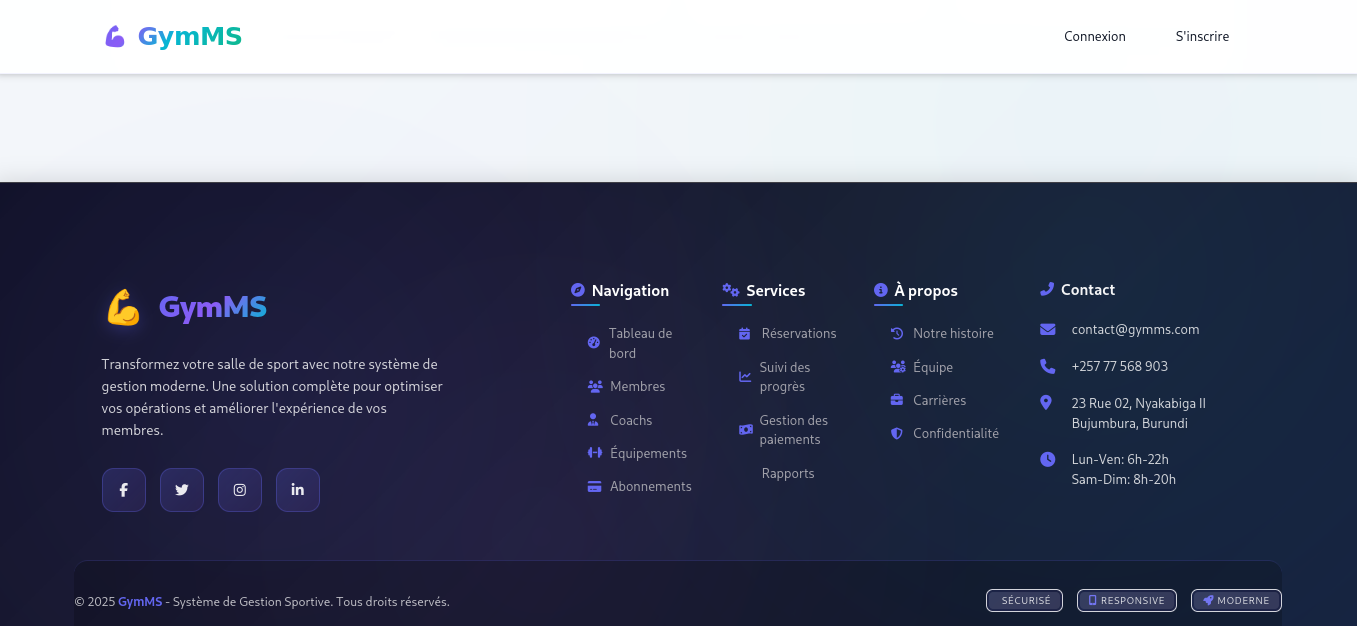 GymMS
Connexion
S'inscrire
GymMS
Transformez votre salle de sport avec notre système de
gestion moderne. Une solution complète pour optimiser
vos opérations et améliorer l'expérience de vos
membres.
Navigation
Tableau de
bord
Membres
Coachs
Équipements
Abonnements
Services
Réservations
Suivi des
progrès
Gestion des
paiements
Rapports
À propos
Notre histoire
Équipe
Carrières
Confidentialité
Contact
contact@gymms.com
+257 77 568 903
23 Rue 02, Nyakabiga II
Bujumbura, Burundi
Lun-Ven: 6h-22h
Sam-Dim: 8h-20h
© 2025 GymMS - Système de Gestion Sportive. Tous droits réservés.
SÉCURISÉ
RESPONSIVE
MODERNE